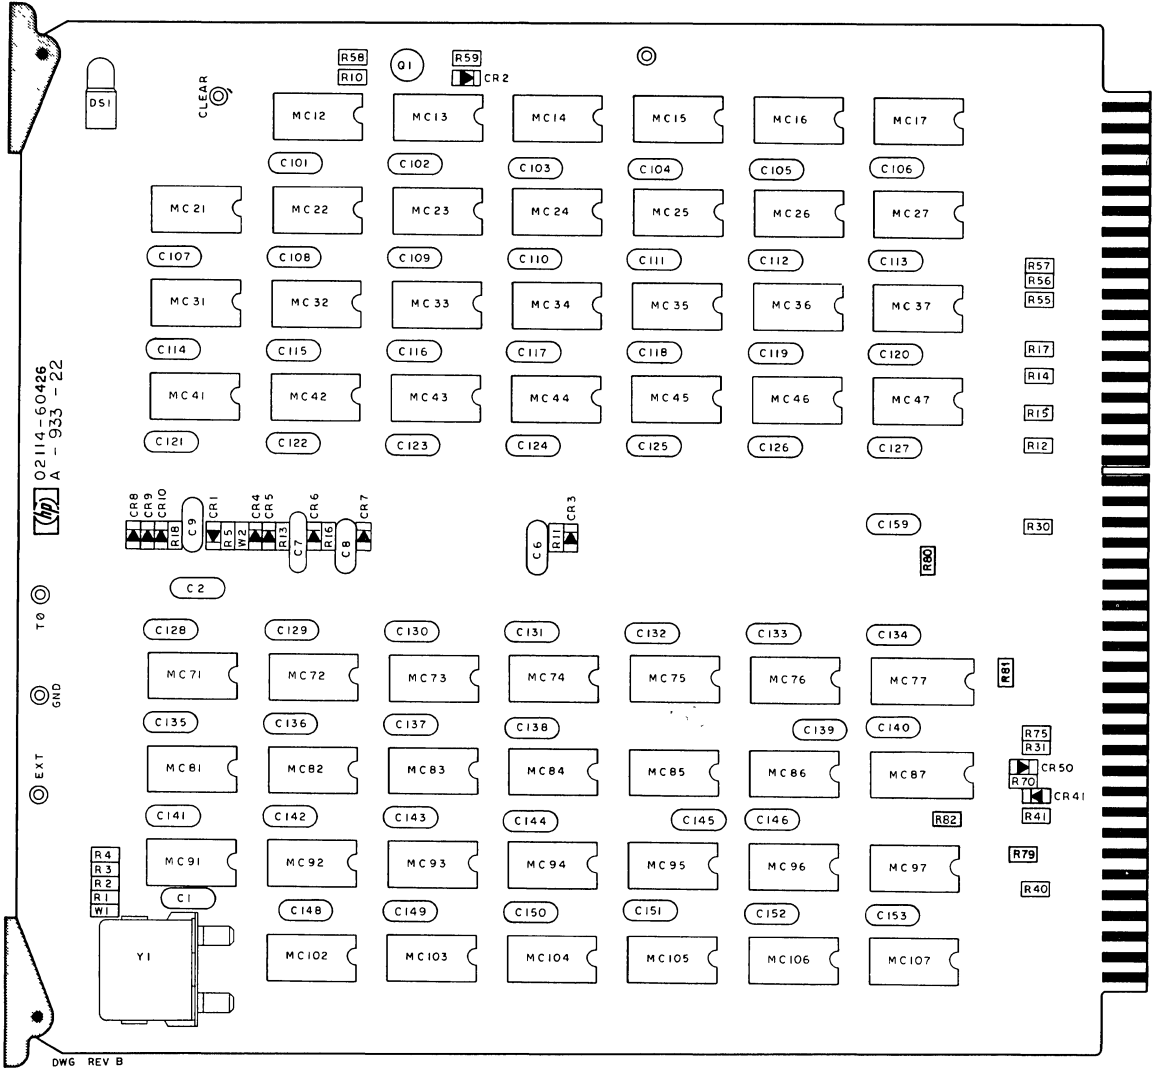 R58
R59
Q1
R10
CR2
DS1
CLEAR
MC12 MC13 MC14 MC15 MC16 MC17
C101 C102 C103 C104 C105 C106
MC21 MC22 MC23 MC24 MC25 MC26 MC27
C107 C108 C109 C110 C111 C112 C113
R57
R56
R55
MC31 MC32 MC33 MC34 MC35 MC36 MC37
C114 C115 C116 C117 C118 C119 C120
R17
R14
MC41 MC42 MC43 MC44 MC45 MC46 MC47
R15
C121 C122 C123 C124 C125 C126 C127
R12
hp 02114-60426
A - 933 - 22
CR8
CR9
CR10
R18
C9
CR1
R5
W2
CR4
CR5
R13
C7
CR6
R16
C8
CR7
C6
R11
CR3
C159
R30
R80
C2
T0
C128 C129 C130 C131 C132 C133 C134
MC71 MC72 MC73 MC74 MC75 MC76 MC77
R81
GND
C135 C136 C137 C138 C139 C140
R75
R31
EXT
MC81 MC82 MC83 MC84 MC85 MC86 MC87
CR50
R70
CR41
C141 C142 C143 C144 C145 C146
R82
R41
R4
R3
R2
R1
W1
MC91 MC92 MC93 MC94 MC95 MC96 MC97
R79
R40
C1
C148 C149 C150 C151 C152 C153
Y1
MC102 MC103 MC104 MC105 MC106 MC107
DWG REV B